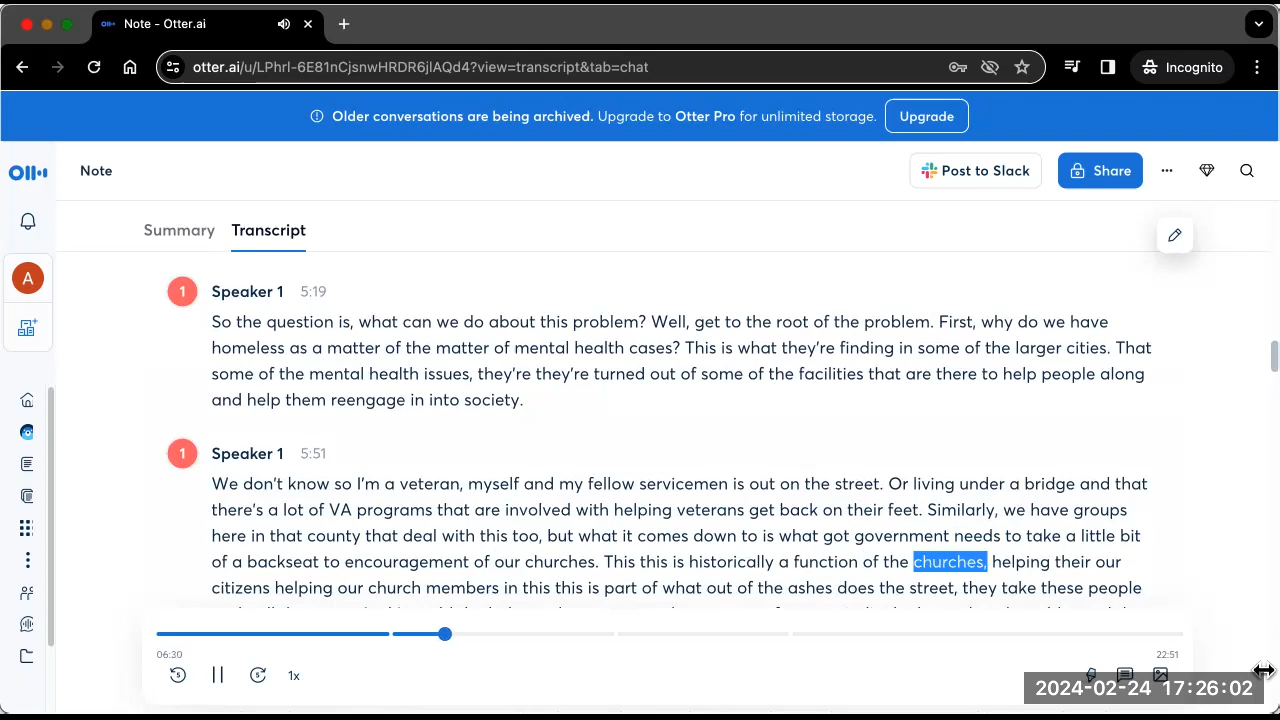 Note - Otter.ai
otter.ai/u/LPhrI-6E81nCjsnwHRDR6jlAQd4?view=transcript&tab=chat
Incognito
Older conversations are being archived. Upgrade to Otter Pro for unlimited storage. Upgrade
Note
Post to Slack
Share
A
Summary Transcript
1 Speaker 1 5:19
So the question is, what can we do about this problem? Well, get to the root of the problem. First, why do we have
homeless as a matter of the matter of mental health cases? This is what they're finding in some of the larger cities. That
some of the mental health issues, they're they're turned out of some of the facilities that are there to help people along
and help them reengage in into society.
1 Speaker 1 5:51
We don't know so I'm a veteran, myself and my fellow servicemen is out on the street. Or living under a bridge and that
there's a lot of VA programs that are involved with helping veterans get back on their feet. Similarly, we have groups
here in that county that deal with this too, but what it comes down to is what got government needs to take a little bit
of a backseat to encouragement of our churches. This this is historically a function of the churches, helping their our
citizens helping our church members in this this is part of what out of the ashes does the street, they take these people
06:30
22:51
5
5
1x
2024-02-24 17:26:02